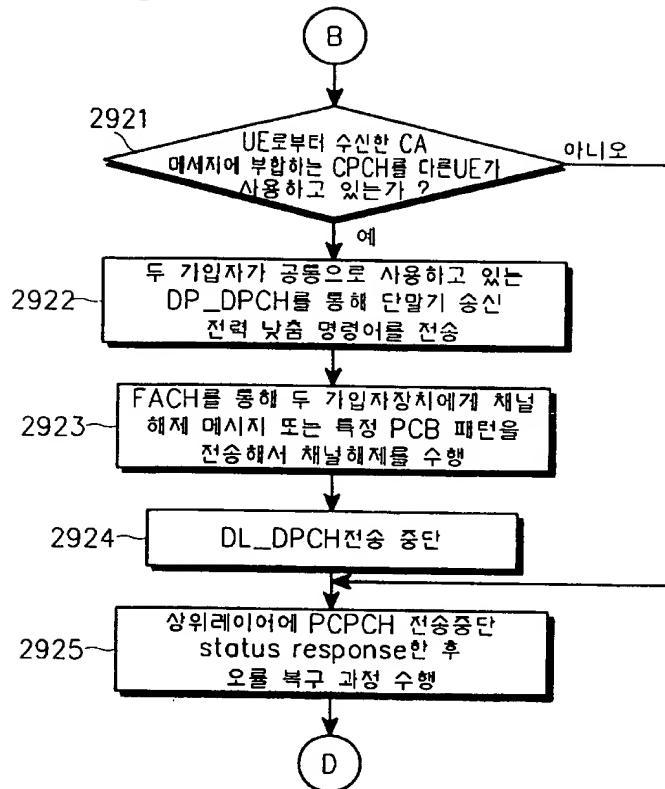 B
2921
UE로부터 수신한 CA
메세지에 부합하는 CPCH를 다른UE가
사용하고 있는가 ?
아니오
예
2922
두 가입자가 공통으로 사용하고 있는
DP_DPCH를 통해 단말기 송신
전력 낮춤 명령어를 전송
2923
FACH를 통해 두 가입자장치에게 채널
해제 메시지 또는 특정 PCB 패턴을
전송해서 채널해제를 수행
2924
DL_DPCH전송 중단
2925
상위레이어에 PCPCH 전송중단
status response한 후
오률 복구 과정 수행
D